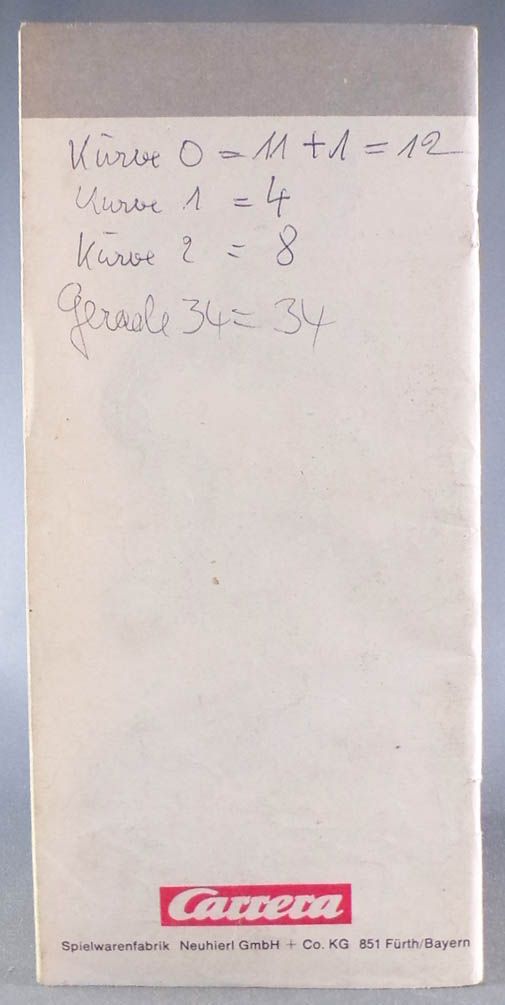 Kurve 0 = 11 + 1 = 12
Kurve 1 = 4
Kurve 2 = 8
Gerade 34 = 34
Carrera
Spielwarenfabrik Neuhierl GmbH + Co. KG 851 Fürth/Bayern